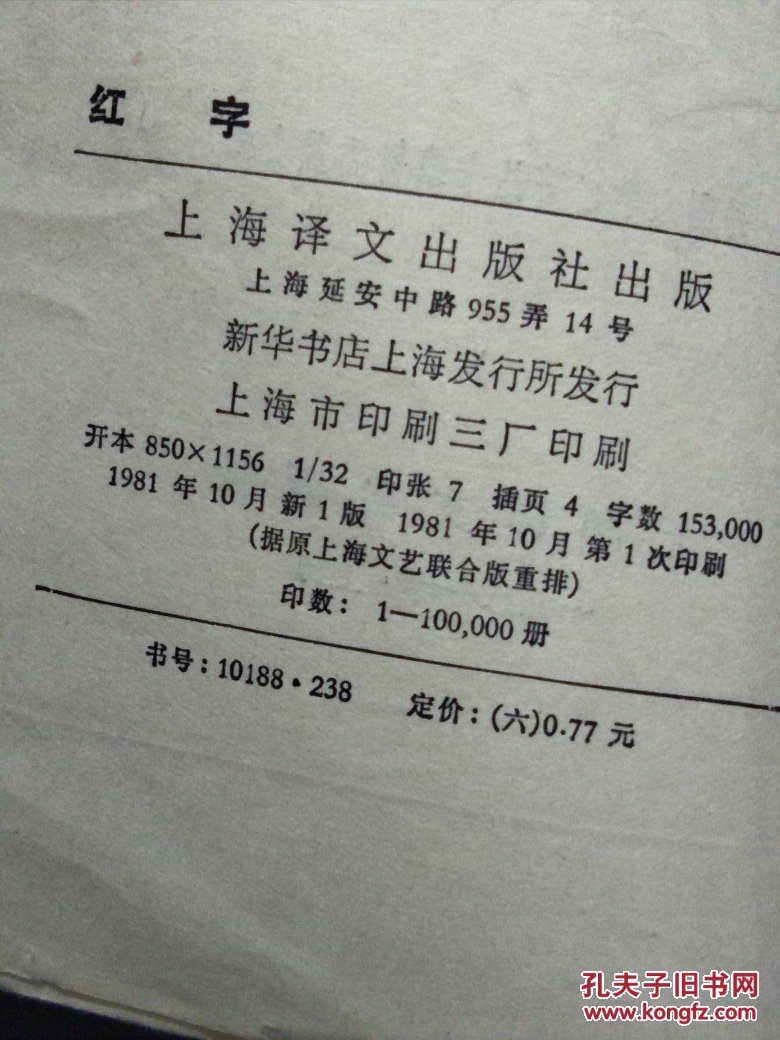 红 字
上海译文出版社出版
上海延安中路955弄14号
新华书店上海发行所发行
上海市印刷三厂印刷
开本 850×1156 1/32 印张 7 插页 4 字数 153,000
1981 年 10 月 新 1 版 1981 年 10 月 第 1 次印刷
(据原上海文艺联合版重排)
印数: 1—100,000 册
书号: 10188·238 定价: (六)0.77 元
孔夫子旧书网
www.kongfz.com